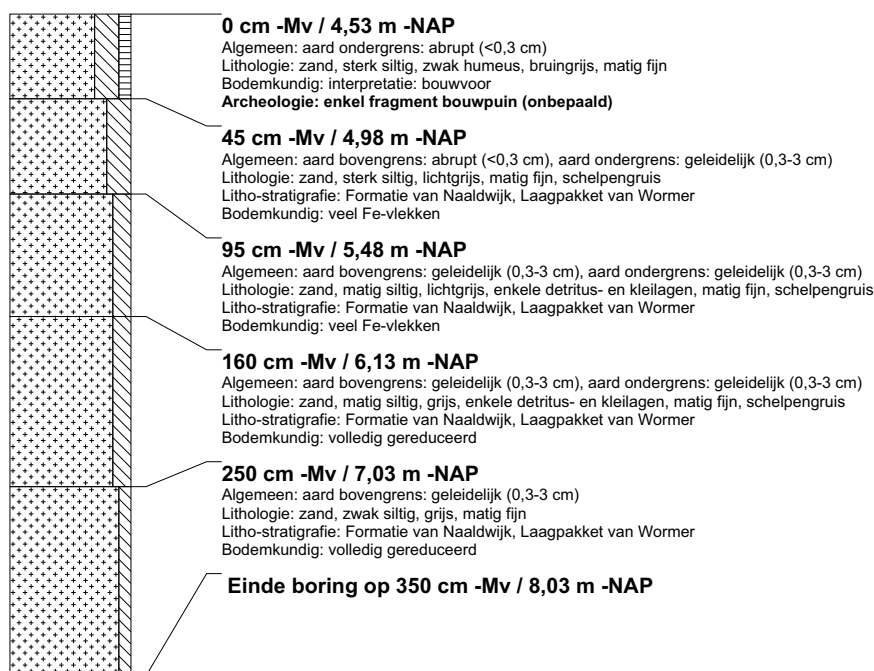 0 cm -Mv / 4,53 m -NAP
Algemeen: aard ondergrens: abrupt (<0,3 cm)
Lithologie: zand, sterk siltig, zwak humeus, bruingrijs, matig fijn
Bodemkundig: interpretatie: bouwvoor
Archeologie: enkel fragment bouwpuin (onbepaald)
45 cm -Mv / 4,98 m -NAP
Algemeen: aard bovengrens: abrupt (<0,3 cm), aard ondergrens: geleidelijk (0,3-3 cm)
Lithologie: zand, sterk siltig, lichtgrijs, matig fijn, schelpengruis
Litho-stratigrafie: Formatie van Naaldwijk, Laagpakket van Wormer
Bodemkundig: veel Fe-vlekken
95 cm -Mv / 5,48 m -NAP
Algemeen: aard bovengrens: geleidelijk (0,3-3 cm), aard ondergrens: geleidelijk (0,3-3 cm)
Lithologie: zand, matig siltig, lichtgrijs, enkele detritus- en kleilagen, matig fijn, schelpengruis
Litho-stratigrafie: Formatie van Naaldwijk, Laagpakket van Wormer
Bodemkundig: veel Fe-vlekken
160 cm -Mv / 6,13 m -NAP
Algemeen: aard bovengrens: geleidelijk (0,3-3 cm), aard ondergrens: geleidelijk (0,3-3 cm)
Lithologie: zand, matig siltig, grijs, enkele detritus- en kleilagen, matig fijn, schelpengruis
Litho-stratigrafie: Formatie van Naaldwijk, Laagpakket van Wormer
Bodemkundig: volledig gereduceerd
250 cm -Mv / 7,03 m -NAP
Algemeen: aard bovengrens: geleidelijk (0,3-3 cm)
Lithologie: zand, zwak siltig, grijs, matig fijn
Litho-stratigrafie: Formatie van Naaldwijk, Laagpakket van Wormer
Bodemkundig: volledig gereduceerd
Einde boring op 350 cm -Mv / 8,03 m -NAP